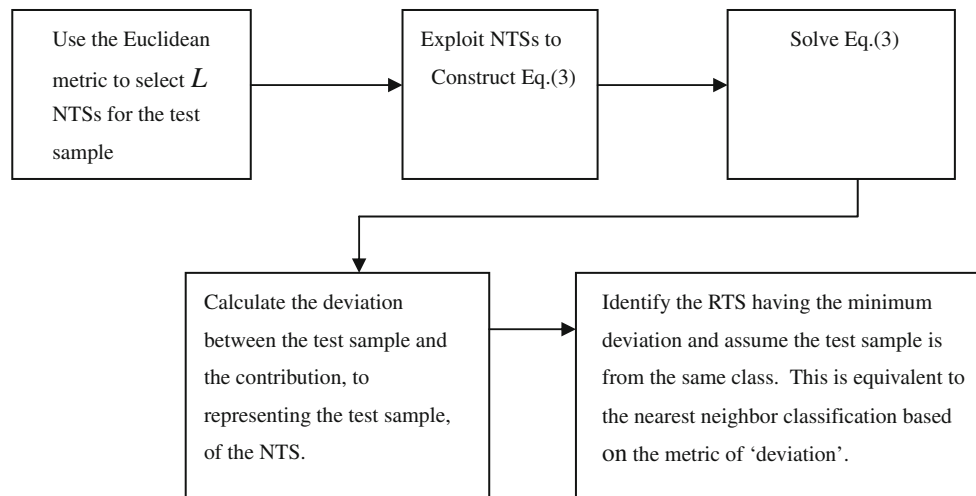 Use the Euclidean
metric to select L
NTSs for the test
sample
Exploit NTSs to
Construct Eq.(3)
Solve Eq.(3)
Calculate the deviation
between the test sample and
the contribution, to
representing the test sample,
of the NTS.
Identify the RTS having the minimum
deviation and assume the test sample is
from the same class. This is equivalent to
the nearest neighbor classification based
on the metric of ‘deviation’.